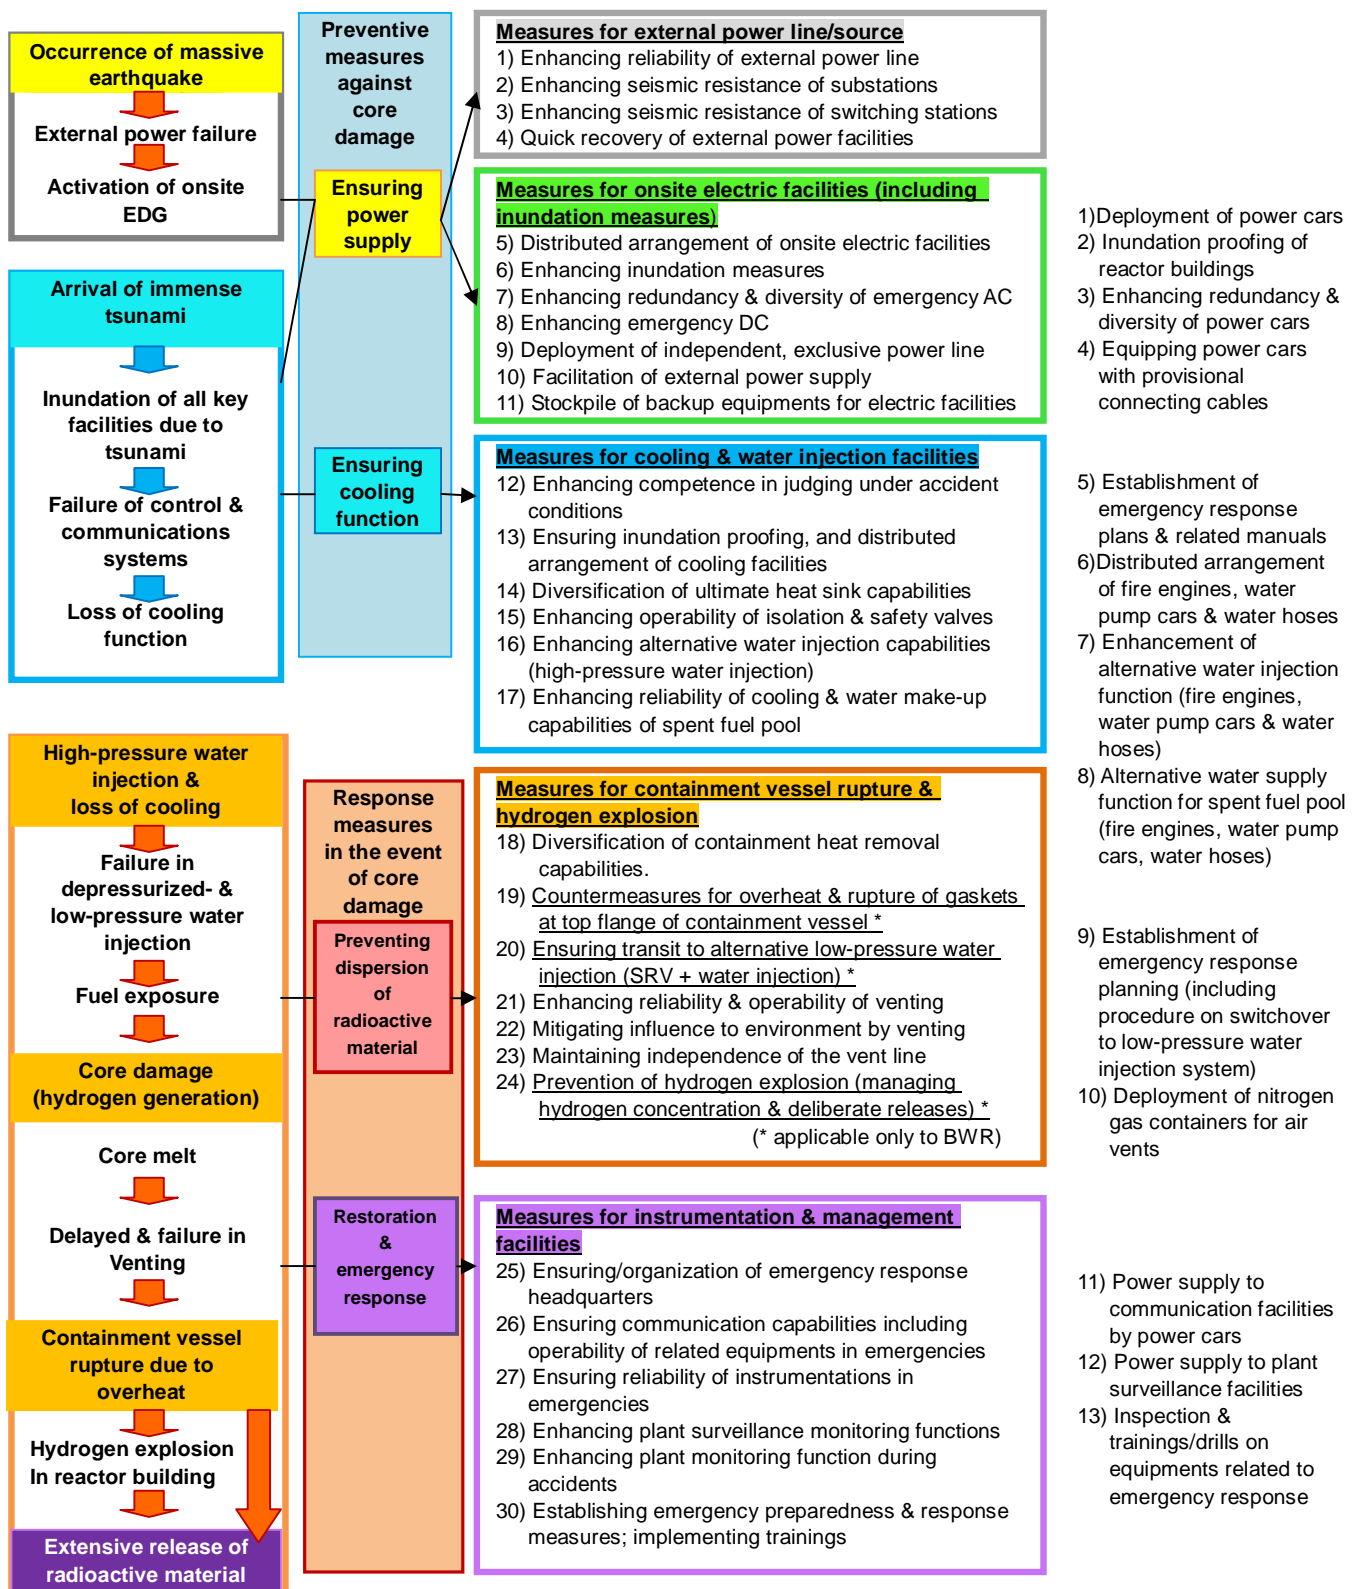 Occurrence of massive
earthquake
External power failure
Activation of onsite
EDG
Arrival of immense
tsunami
Inundation of all key
facilities due to
tsunami
Failure of control &
communications
systems
Loss of cooling
function
High-pressure water
injection &
loss of cooling
Failure in
depressurized- &
low-pressure water
injection
Fuel exposure
Core damage
(hydrogen generation)
Core melt
Delayed & failure in
Venting
Containment vessel
rupture due to
overheat
Hydrogen explosion
In reactor building
Extensive release of
radioactive material
Preventive
measures
against
core
damage
Ensuring
power
supply
Ensuring
cooling
function
Response
measures
in the event
of core
damage
Preventing
dispersion
of
radioactive
material
Restoration
&
emergency
response
Measures for external power line/source
1) Enhancing reliability of external power line
2) Enhancing seismic resistance of substations
3) Enhancing seismic resistance of switching stations
4) Quick recovery of external power facilities
Measures for onsite electric facilities (including
inundation measures)
5) Distributed arrangement of onsite electric facilities
6) Enhancing inundation measures
7) Enhancing redundancy & diversity of emergency AC
8) Enhancing emergency DC
9) Deployment of independent, exclusive power line
10) Facilitation of external power supply
11) Stockpile of backup equipments for electric facilities
Measures for cooling & water injection facilities
12) Enhancing competence in judging under accident
conditions
13) Ensuring inundation proofing, and distributed
arrangement of cooling facilities
14) Diversification of ultimate heat sink capabilities
15) Enhancing operability of isolation & safety valves
16) Enhancing alternative water injection capabilities
(high-pressure water injection)
17) Enhancing reliability of cooling & water make-up
capabilities of spent fuel pool
Measures for containment vessel rupture &
hydrogen explosion
18) Diversification of containment heat removal
capabilities.
19) Countermeasures for overheat & rupture of gaskets
at top flange of containment vessel *
20) Ensuring transit to alternative low-pressure water
injection (SRV + water injection) *
21) Enhancing reliability & operability of venting
22) Mitigating influence to environment by venting
23) Maintaining independence of the vent line
24) Prevention of hydrogen explosion (managing
hydrogen concentration & deliberate releases) *
(* applicable only to BWR)
Measures for instrumentation & management
facilities
25) Ensuring/organization of emergency response
headquarters
26) Ensuring communication capabilities including
operability of related equipments in emergencies
27) Ensuring reliability of instrumentations in
emergencies
28) Enhancing plant surveillance monitoring functions
29) Enhancing plant monitoring function during
accidents
30) Establishing emergency preparedness & response
measures; implementing trainings
1)Deployment of power cars
2) Inundation proofing of
reactor buildings
3) Enhancing redundancy &
diversity of power cars
4) Equipping power cars
with provisional
connecting cables
5) Establishment of
emergency response
plans & related manuals
6)Distributed arrangement
of fire engines, water
pump cars & water hoses
7) Enhancement of
alternative water injection
function (fire engines,
water pump cars & water
hoses)
8) Alternative water supply
function for spent fuel pool
(fire engines, water pump
cars, water hoses)
9) Establishment of
emergency response
planning (including
procedure on switchover
to low-pressure water
injection system)
10) Deployment of nitrogen
gas containers for air
vents
11) Power supply to
communication facilities
by power cars
12) Power supply to plant
surveillance facilities
13) Inspection &
trainings/drills on
equipments related to
emergency response